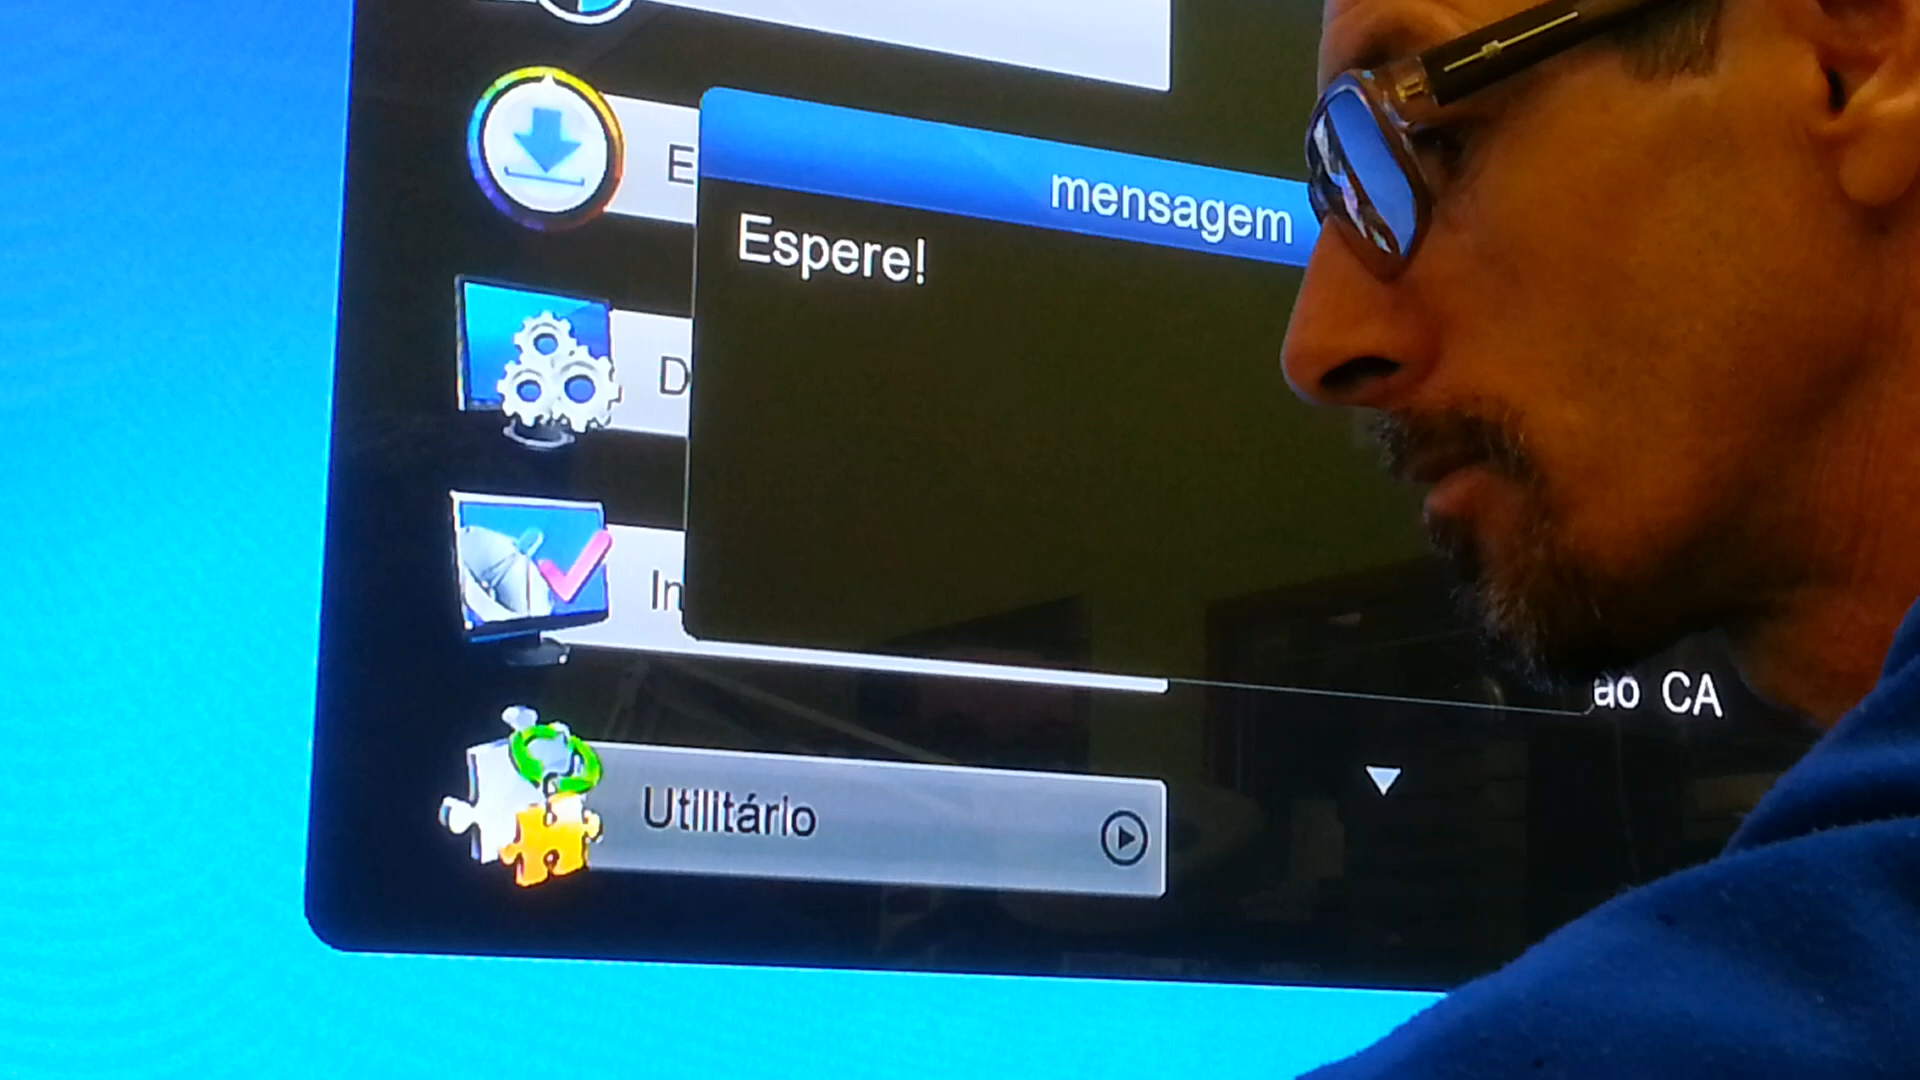 E
mensagem
Espere!
D
In
ão CA
Utilitário